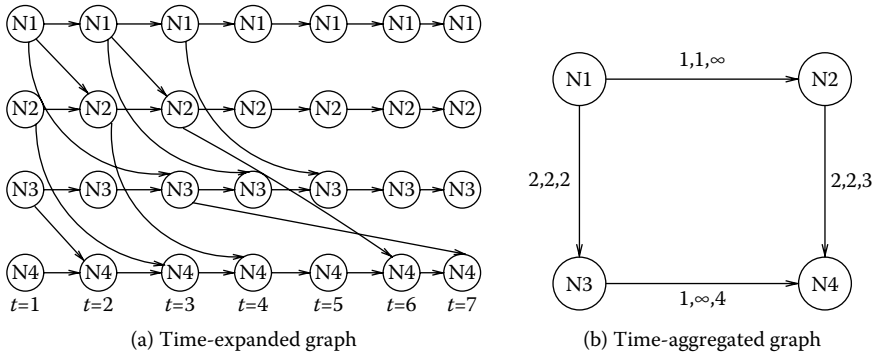 N1 N1 N1 N1 N1 N1 N1
N2 N2 N2 N2 N2 N2 N2
N3 N3 N3 N3 N3 N3 N3
N4 N4 N4 N4 N4 N4 N4
t=1 t=2 t=3 t=4 t=5 t=6 t=7
(a) Time-expanded graph
1,1,∞
N1 N2
2,2,2 2,2,3
N3 N4
1,∞,4
(b) Time-aggregated graph